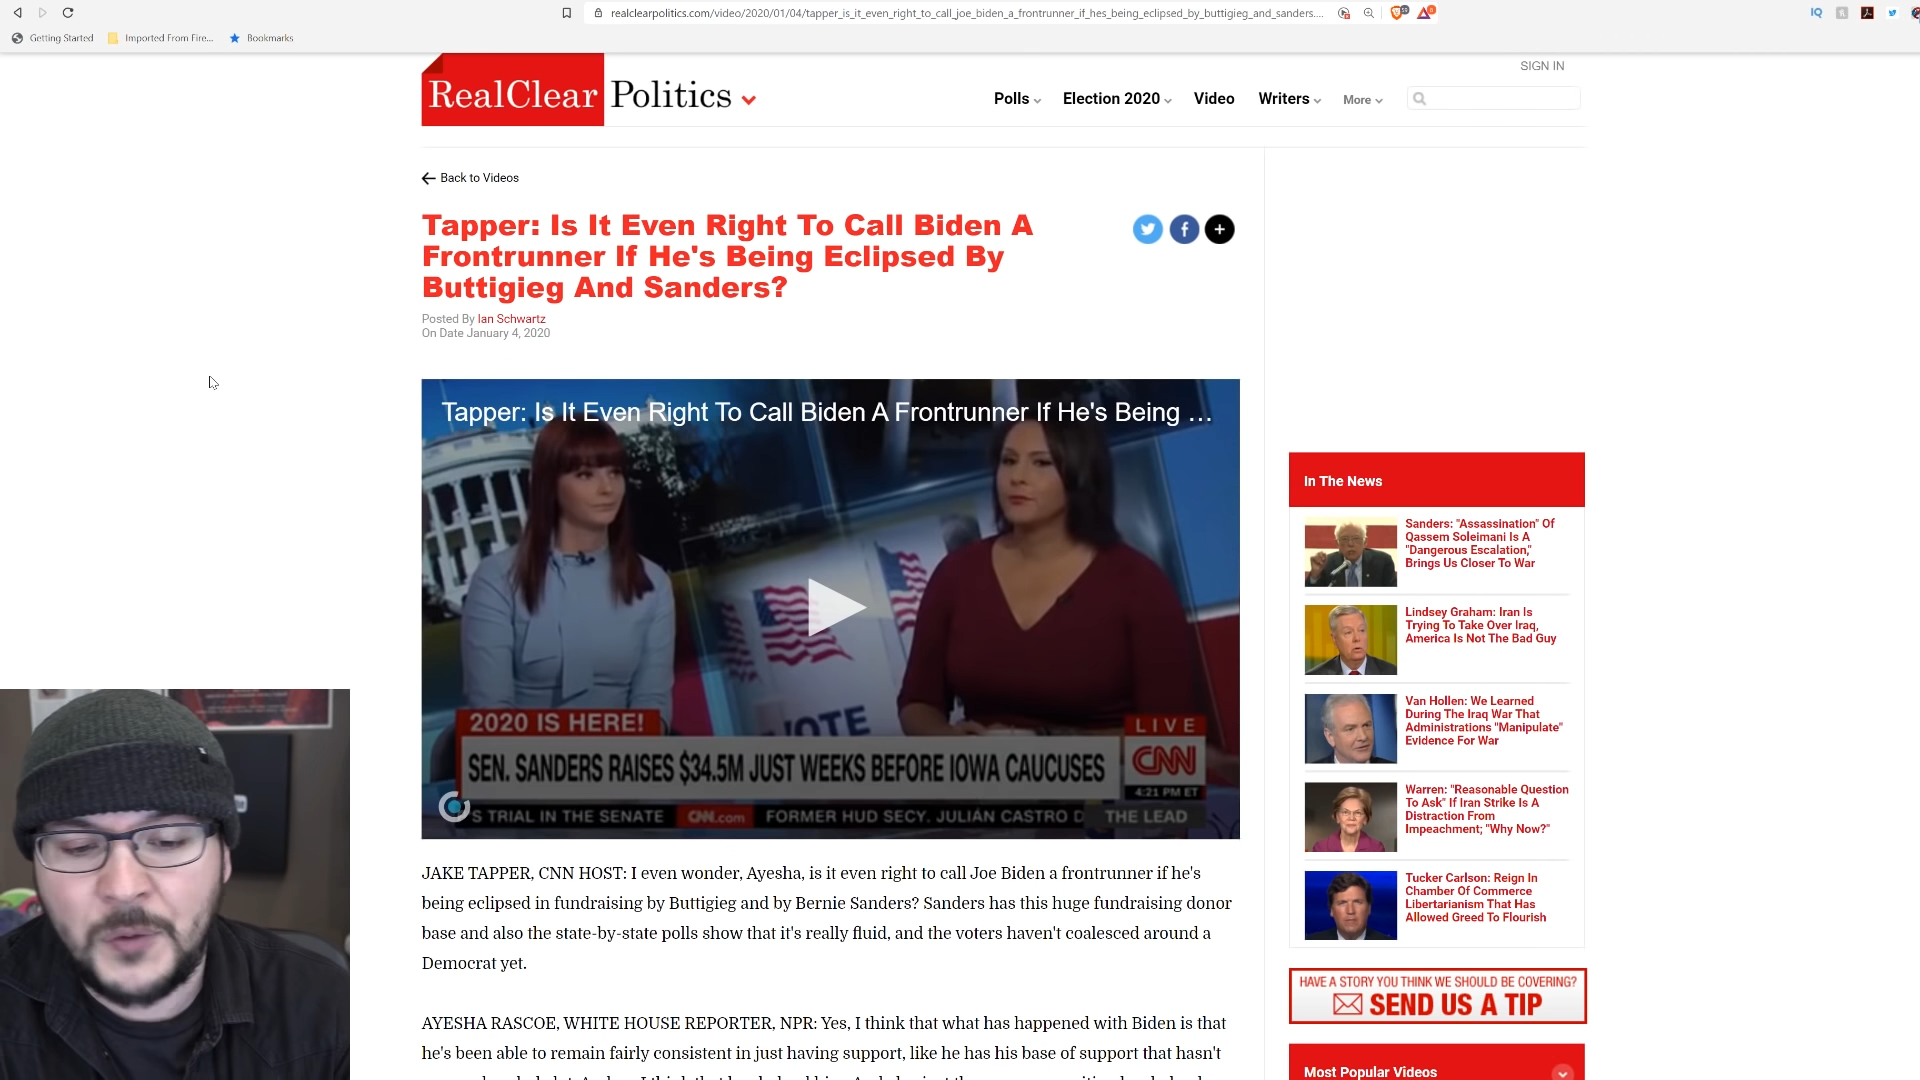 realclearpolitics.com/video/2020/01/04/tapper_is_it_even_right_to_call_joe_biden_a_frontrunner_if_hes_being_eclipsed_by_buttigieg_and_sanders....
Getting Started
Imported From Fire...
Bookmarks
SIGN IN
RealClear Politics
Polls
Election 2020
Video
Writers
More
Back to Videos
Tapper: Is It Even Right To Call Biden A
Frontrunner If He's Being Eclipsed By
Buttigieg And Sanders?
Posted By Ian Schwartz
On Date January 4, 2020
Tapper: Is It Even Right To Call Biden A Frontrunner If He's Being ...
VOTE
2020 IS HERE!
LIVE
SEN. SANDERS RAISES $34.5M JUST WEEKS BEFORE IOWA CAUCUSES
CNN
4:21 PM ET
'S TRIAL IN THE SENATE CNN.com FORMER HUD SECY. JULIÁN CASTRO D
THE LEAD
JAKE TAPPER, CNN HOST: I even wonder, Ayesha, is it even right to call Joe Biden a frontrunner if he's
being eclipsed in fundraising by Buttigieg and by Bernie Sanders? Sanders has this huge fundraising donor
base and also the state-by-state polls show that it's really fluid, and the voters haven't coalesced around a
Democrat yet.
AYESHA RASCOE, WHITE HOUSE REPORTER, NPR: Yes, I think that what has happened with Biden is that
he's been able to remain fairly consistent in just having support, like he has his base of support that hasn't
In The News
Sanders: "Assassination" Of
Qassem Soleimani Is A
"Dangerous Escalation,"
Brings Us Closer To War
Lindsey Graham: Iran Is
Trying To Take Over Iraq,
America Is Not The Bad Guy
Van Hollen: We Learned
During The Iraq War That
Administrations "Manipulate"
Evidence For War
Warren: "Reasonable Question
To Ask" If Iran Strike Is A
Distraction From
Impeachment; "Why Now?"
Tucker Carlson: Reign In
Chamber Of Commerce
Libertarianism That Has
Allowed Greed To Flourish
HAVE A STORY YOU THINK WE SHOULD BE COVERING?
SEND US A TIP
Most Popular Videos